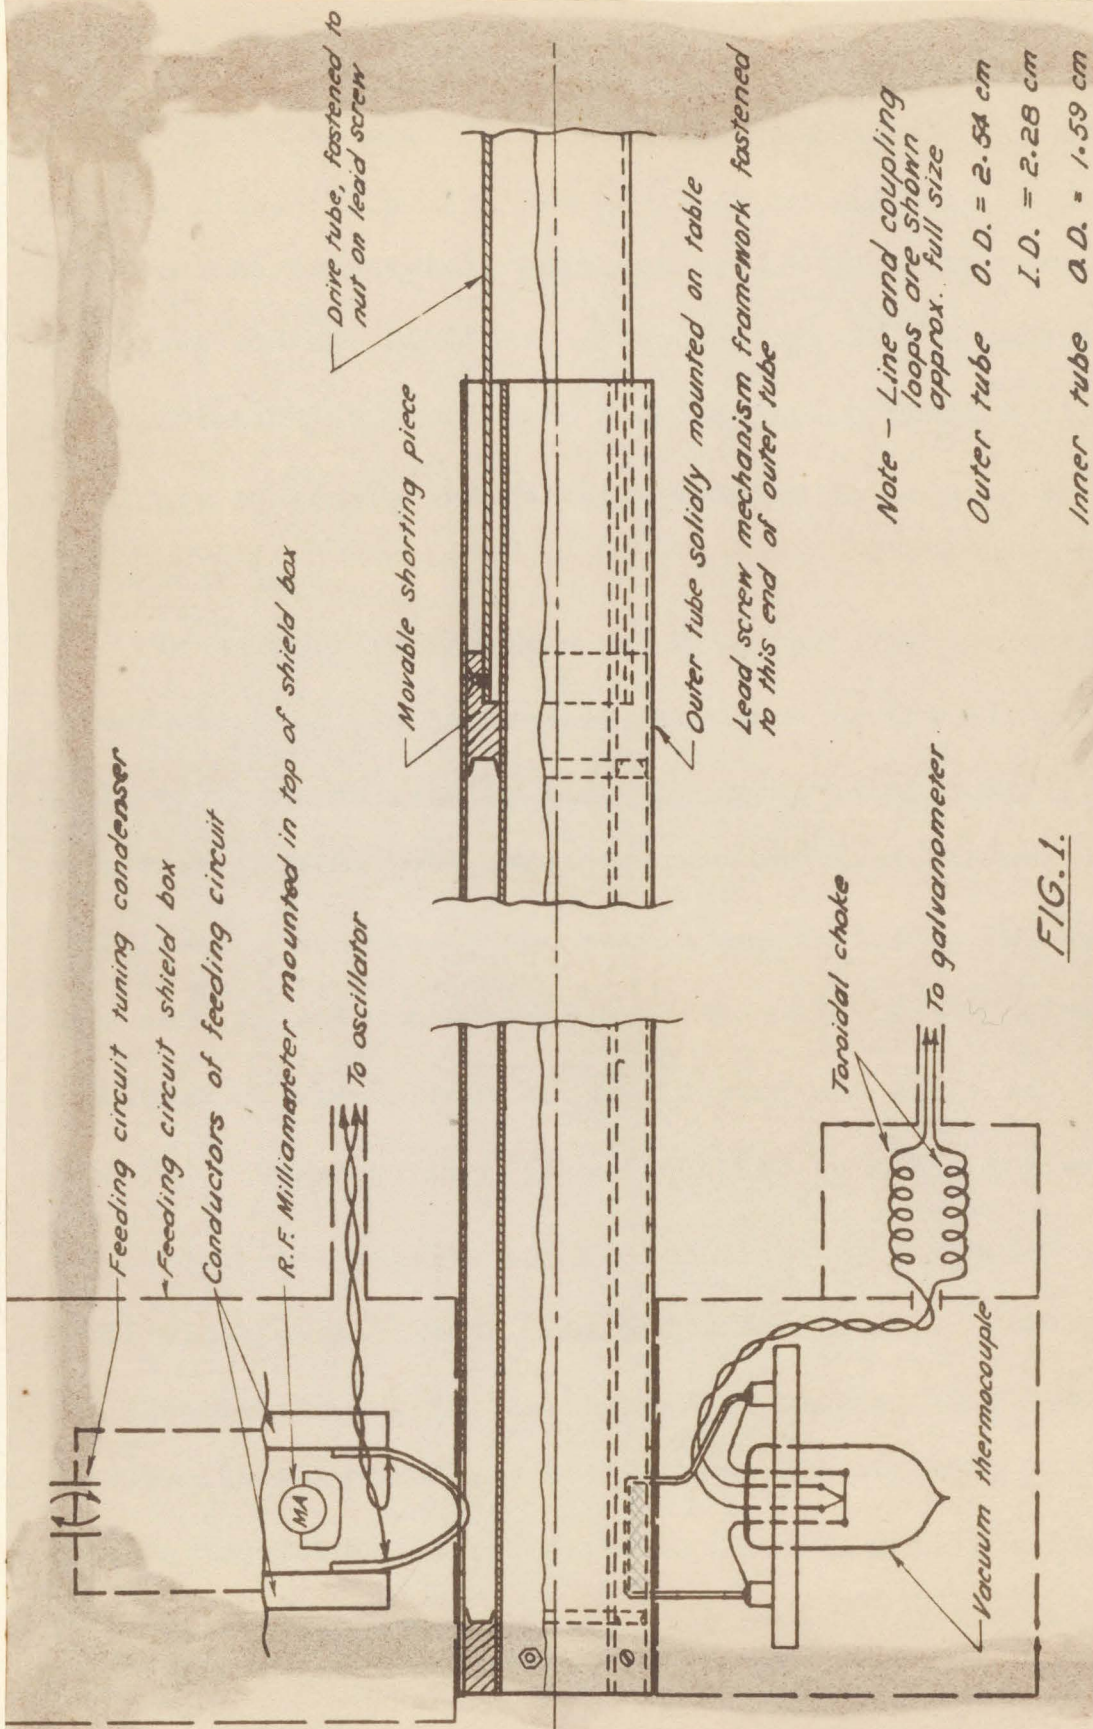 Feeding circuit tuning condenser
Feeding circuit shield box
Conductors of feeding circuit
R.F. Milliameter mounted in top of shield box
MA
To oscillator
Drive tube, fastened to
nut on lead screw
Movable shorting piece
Outer tube solidly mounted on table
Lead screw mechanism framework fastened
to this end of outer tube
Toroidal choke
To galvanometer
Vacuum thermocouple
Note - Line and coupling
loops are shown
approx. full size
Outer tube O.D. = 2.54 cm
I.D. = 2.28 cm
Inner tube O.D. = 1.59 cm
FIG. 1.